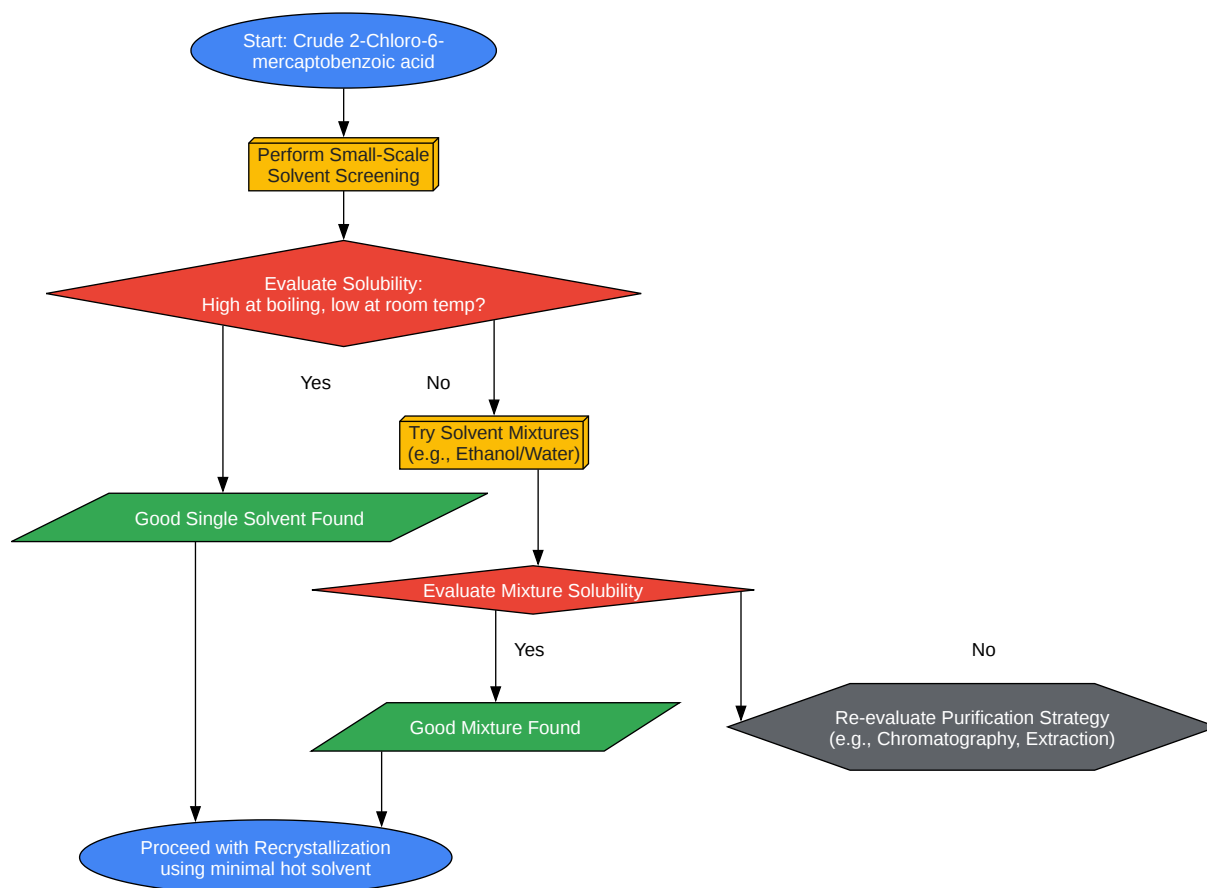 Start: Crude 2-Chloro-6-
mercaptobenzoic acid
Perform Small-Scale
Solvent Screening
Evaluate Solubility:
High at boiling, low at room temp?
Yes
No
Try Solvent Mixtures
(e.g., Ethanol/Water)
Good Single Solvent Found
Evaluate Mixture Solubility
Yes
No
Good Mixture Found
Re-evaluate Purification Strategy
(e.g., Chromatography, Extraction)
Proceed with Recrystallization
using minimal hot solvent